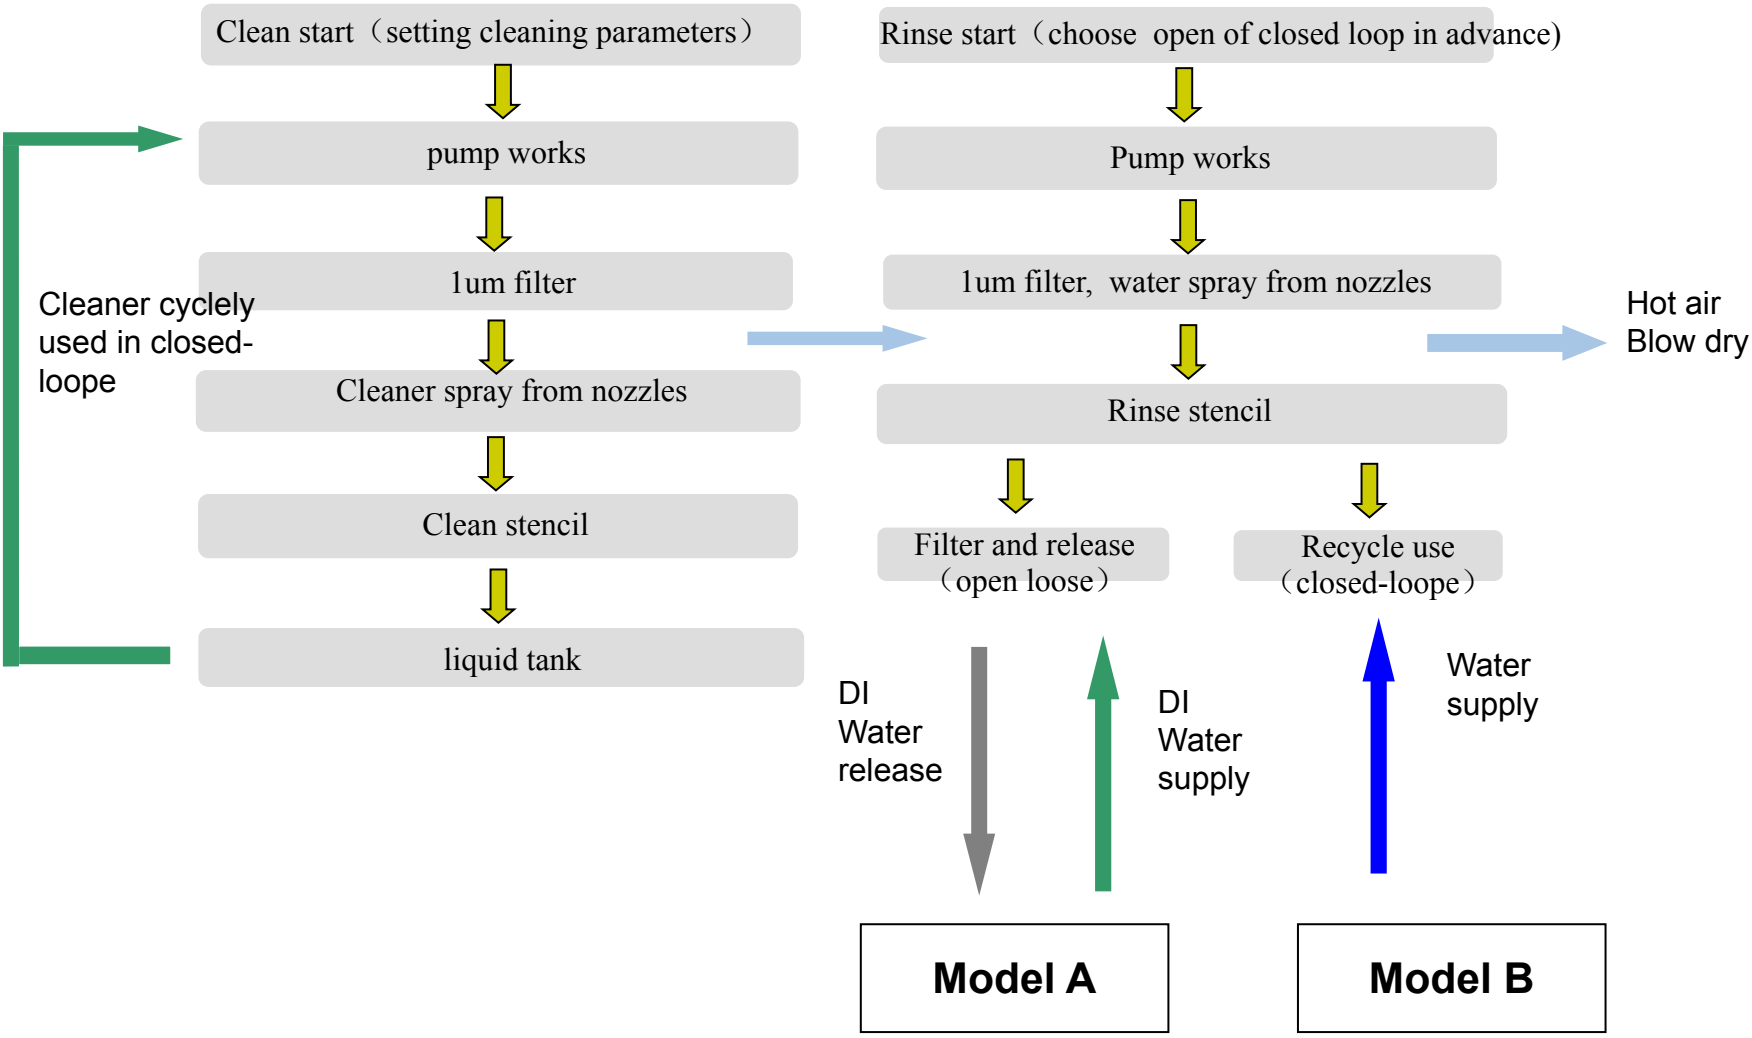 Clean start（setting cleaning parameters）
pump works
1um filter
Cleaner spray from nozzles
Clean stencil
liquid tank
Cleaner cyclely
used in closed-
loope
Rinse start（choose  open of closed loop in advance)
Pump works
1um filter,  water spray from nozzles
Rinse stencil
Filter and release
（open loose）
Recycle use
（closed-loope）
Hot air
Blow dry
DI
Water
release
DI
Water
supply
Water
supply
Model A
Model B